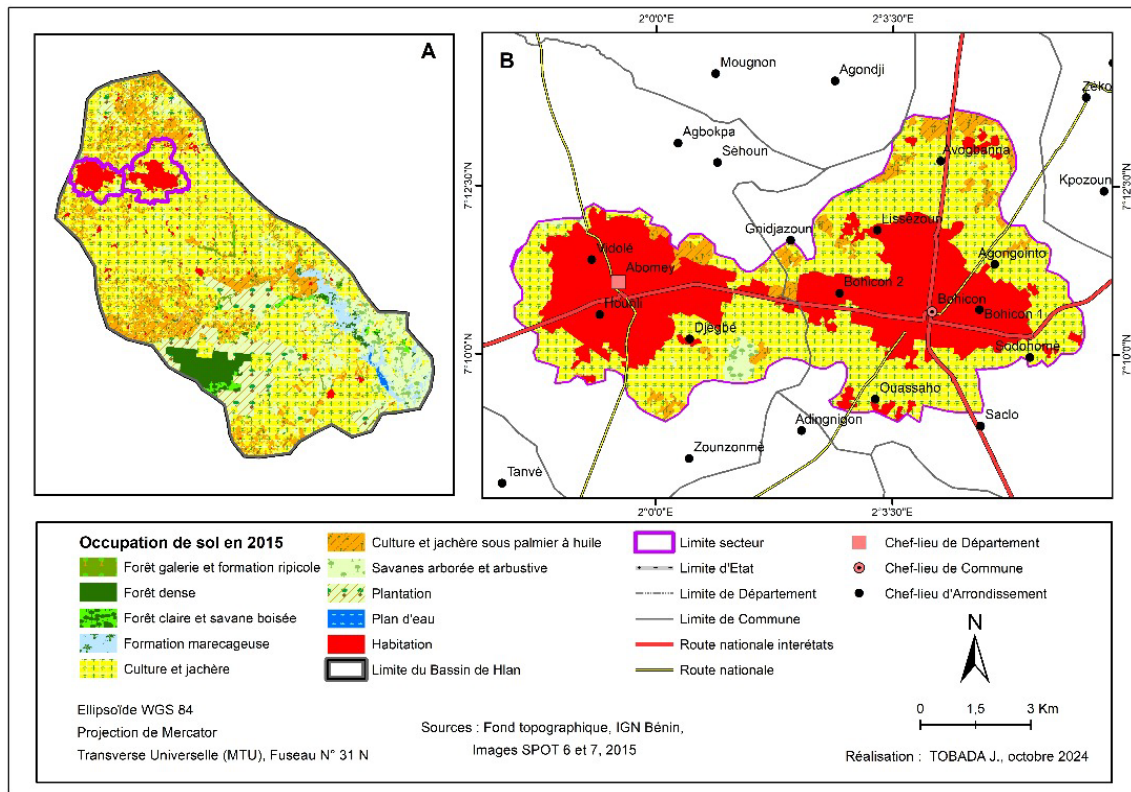 A
B
2°0'0"E
2°3'30"E
7°12'30"N
7°10'0"N
Mougnon
Agondji
Zéko
Agbokpa
Sèhoun
Avogbanna
Kpozoun
Lissèzoun
Gnidjazoun
Vidolé
Agongointo
Abomey
Bohicon 2
Hounli
Bohicon
Bohicon 1
Djegbé
Sodohomè
Ouassaho
Saclo
Adingnigon
Zounzonmè
Tanvè
7°12'30"N
7°10'0"N
2°0'0"E
2°3'30"E
Occupation de sol en 2015
Forêt galerie et formation ripicole
Forêt dense
Forêt claire et savane boisée
Formation marecageuse
Culture et jachère
Culture et jachère sous palmier à huile
Savanes arborée et arbustive
Plantation
Plan d'eau
Habitation
Limite du Bassin de Hlan
Limite secteur
Limite d'Etat
Limite de Département
Limite de Commune
Route nationale interétats
Route nationale
Chef-lieu de Département
Chef-lieu de Commune
Chef-lieu d'Arrondissement
N
0 1,5 3 Km
Ellipsoïde WGS 84
Projection de Mercator
Transverse Universelle (MTU), Fuseau N° 31 N
Sources : Fond topographique, IGN Bénin,
Images SPOT 6 et 7, 2015
Réalisation : TOBADA J., octobre 2024